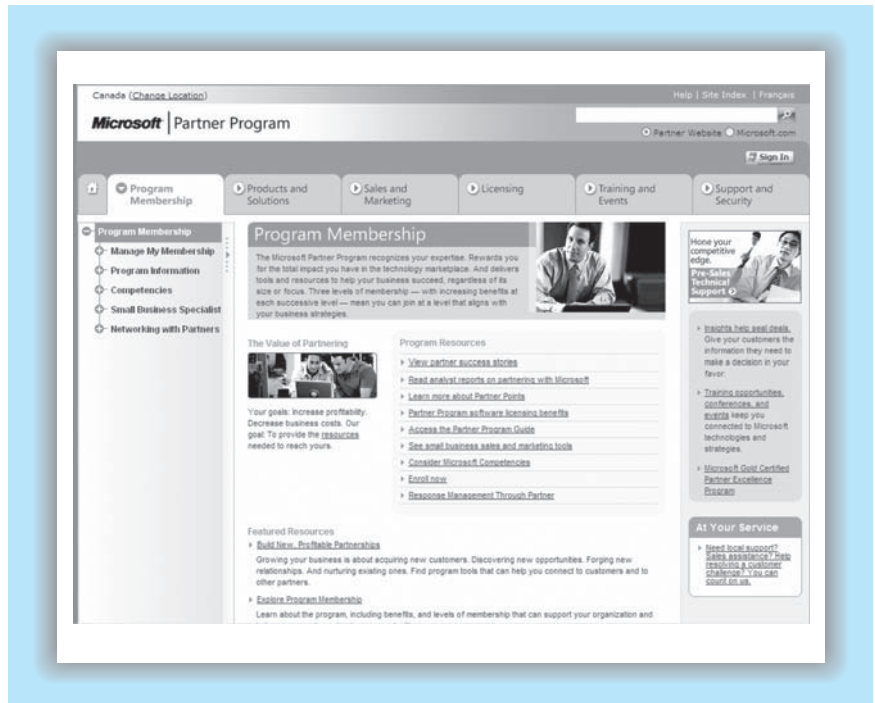 Canada (Change Location)
Help | Site Index | Français
Microsoft | Partner Program
Partner Website Microsoft.com
Sign In
Program
Membership
Products and
Solutions
Sales and
Marketing
Licensing
Training and
Events
Support and
Security
Program Membership
Manage My Membership
Program Information
Competencies
Small Business Specialist
Networking with Partners
Program Membership
The Microsoft Partner Program recognizes your expertise. Rewards you
for the total impact you have in the technology marketplace. And delivers
tools and resources to help your business succeed, regardless of its
size or focus. Three levels of membership — with increasing benefits at
each successive level — mean you can join at a level that aligns with
your business strategies.
The Value of Partnering
Your goals: Increase profitability.
Decrease business costs. Our
goal: To provide the resources
needed to reach yours.
Program Resources
View partner success stories
Read analyst reports on partnering with Microsoft
Learn more about Partner Points
Partner Program software licensing benefits
Access the Partner Program Guide
See small business sales and marketing tools
Consider Microsoft Competencies
Enroll now
Response Management Through Partner
Featured Resources
Build New, Profitable Partnerships
Growing your business is about acquiring new customers. Discovering new opportunities. Forging new
relationships. And nurturing existing ones. Find program tools that can help you connect to customers and to
other partners.
Explore Program Membership
Learn about the program, including benefits, and levels of membership that can support your organization and
Hone your
competitive
edge.
Pre-Sales
Technical
Support
Insights help seal deals.
Give your customers the
information they need to
make a decision in your
favor.
Training opportunities,
conferences, and
events keep you
connected to Microsoft
technologies and
strategies.
Microsoft Gold Certified
Partner Excellence
Program
At Your Service
Need local support?
Sales assistance? Help
resolving a customer
challenge? You can
count on us.